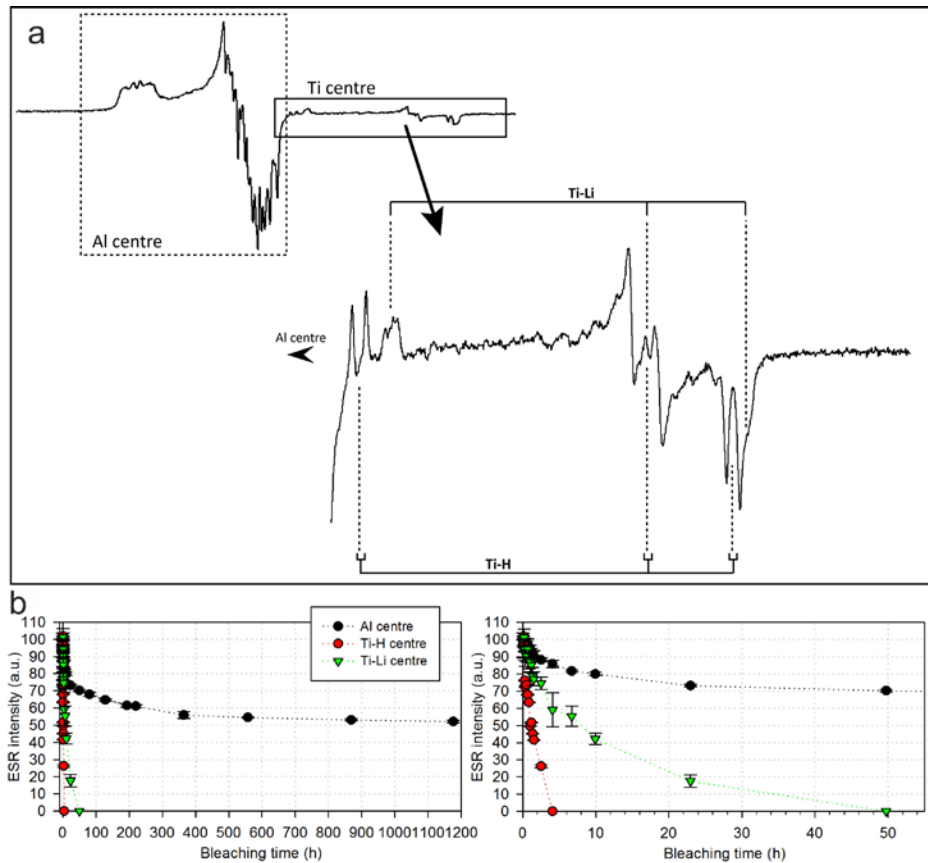 a
Ti centre
Al centre
Ti-Li
Al centre
Ti-H
b
Al centre
Ti-H centre
Ti-Li centre
ESR intensity (a.u.)
110
100
90
80
70
60
50
40
30
20
10
0
0 100 200 300 400 500 600 700 800 900 1000 1100 1200
Bleaching time (h)
ESR intensity (a.u.)
110
100
90
80
70
60
50
40
30
20
10
0
0 10 20 30 40 50
Bleaching time (h)